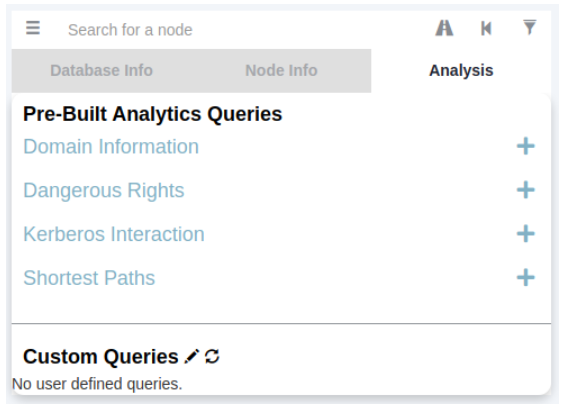 Search for a node
Database Info Node Info Analysis
Pre-Built Analytics Queries
Domain Information
Dangerous Rights
Kerberos Interaction
Shortest Paths
Custom Queries
No user defined queries.